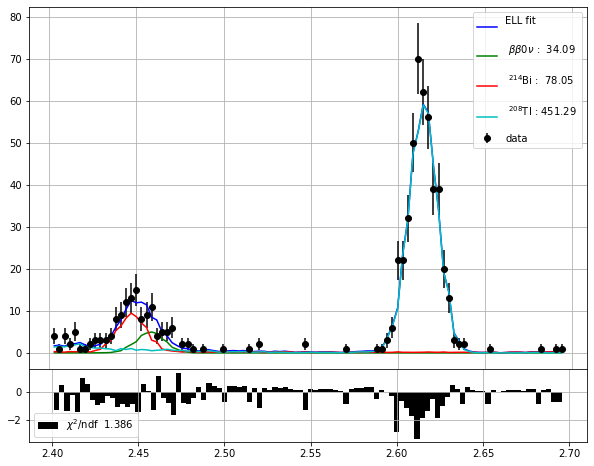 80
70
60
50
40
30
20
10
0
ELL fit
ββ0ν : 34.09
²¹⁴Bi : 78.05
²⁰⁸Tl : 451.29
data
0
−2
χ²/ndf 1.386
2.40 2.45 2.50 2.55 2.60 2.65 2.70